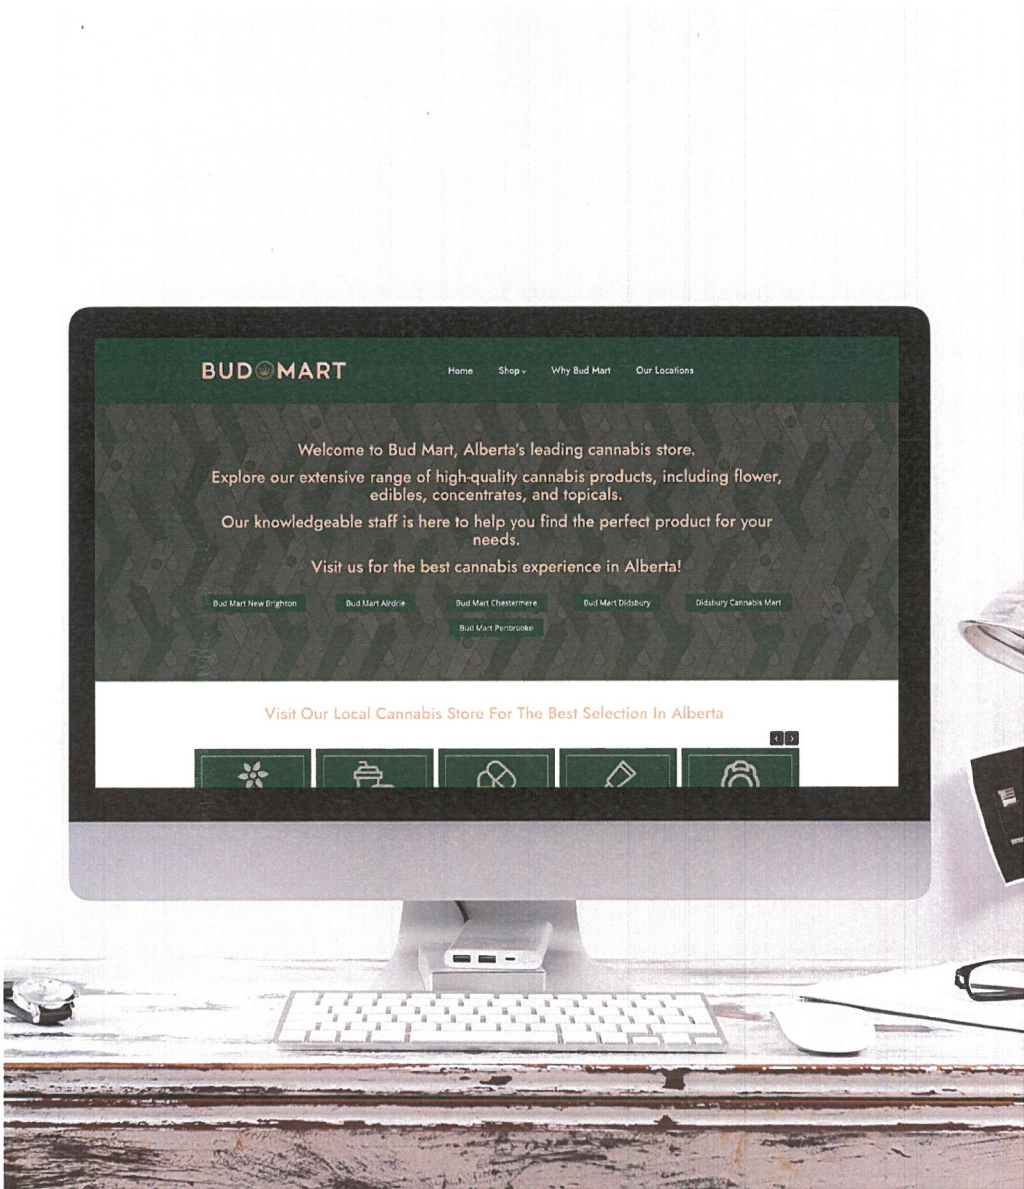 BUD MART
Home Shop Why Bud Mart Our Locations
Welcome to Bud Mart, Alberta's leading cannabis store.
Explore our extensive range of high-quality cannabis products, including flower,
edibles, concentrates, and topicals.
Our knowledgeable staff is here to help you find the perfect product for your
needs.
Visit us for the best cannabis experience in Alberta!
Bud Mart New Brighton Bud Mart Airdrie Bud Mart Chestermere Bud Mart Didsbury Didsbury Cannabis Mart
Bud Mart Penbrooke
Visit Our Local Cannabis Store For The Best Selection In Alberta